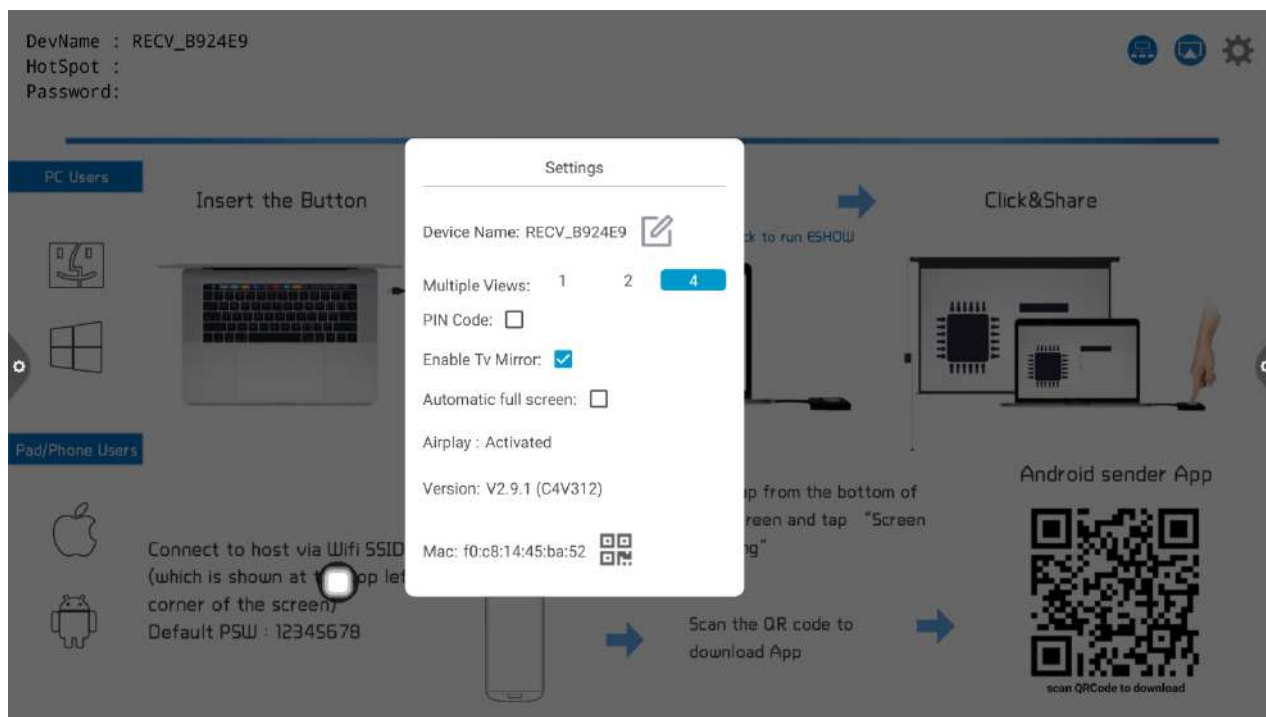 DevName : RECV_B924E9
HotSpot :
Password:
PC Users
Insert the Button
Click&Share
ck to run ESHOW
Settings
Device Name: RECV_B924E9
Multiple Views: 1 2 4
PIN Code:
Enable Tv Mirror:
Automatic full screen:
Airplay : Activated
Version: V2.9.1 (C4V312)
Mac: f0:c8:14:45:ba:52
Pad/Phone Users
Connect to host via Wifi SSID
(which is shown at top lef
corner of the screen)
Default PSW : 12345678
up from the bottom of
reen and tap “Screen
ng”
Scan the QR code to
download App
Android sender App
scan QRCode to download